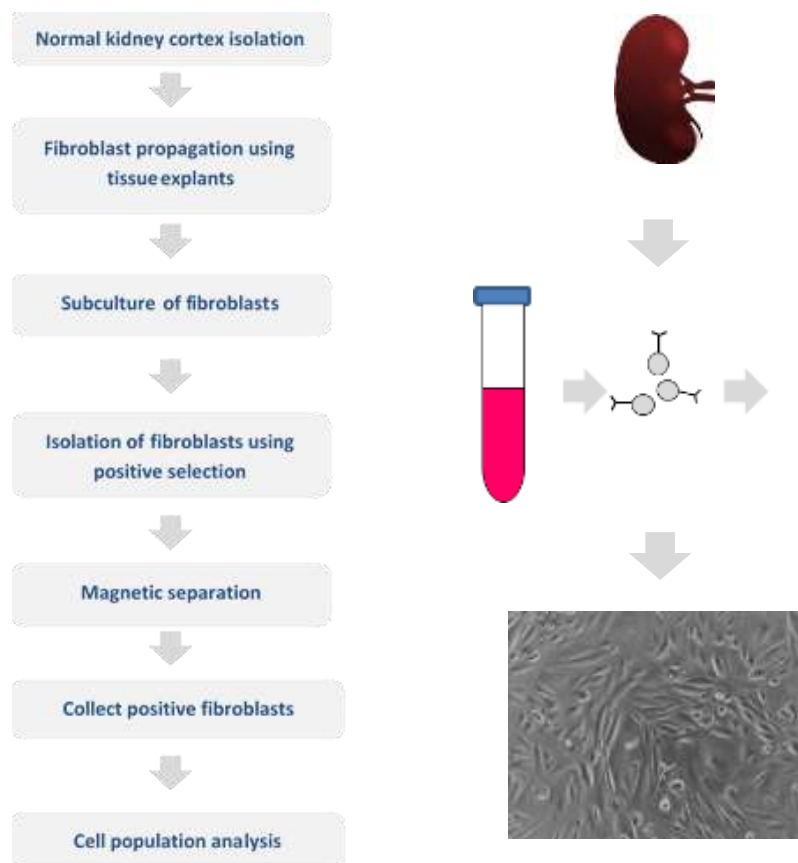 Normal kidney cortex isolation
Fibroblast propagation using
tissue explants
Subculture of fibroblasts
Isolation of fibroblasts using
positive selection
Magnetic separation
Collect positive fibroblasts
Cell population analysis